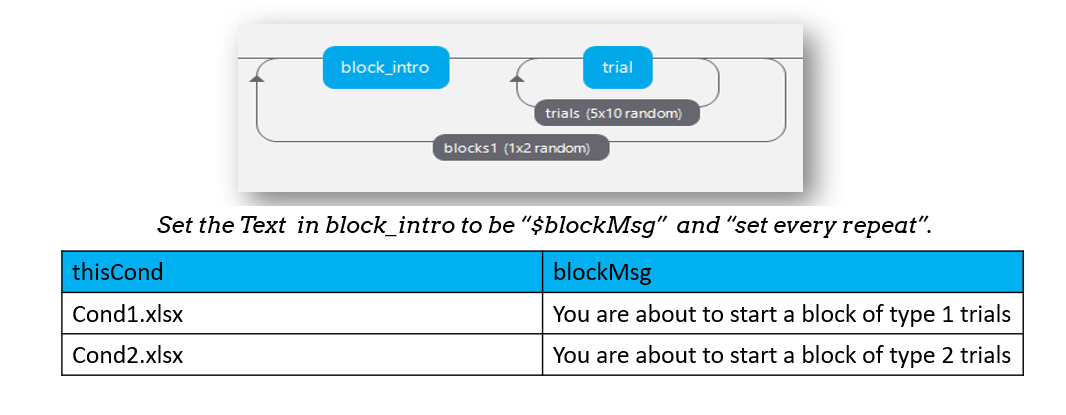 block_intro
trial
trials (5x10 random)
blocks1 (1x2 random)
Set the Text in block_intro to be “$blockMsg” and “set every repeat”.
thisCond blockMsg
Cond1.xlsx You are about to start a block of type 1 trials
Cond2.xlsx You are about to start a block of type 2 trials